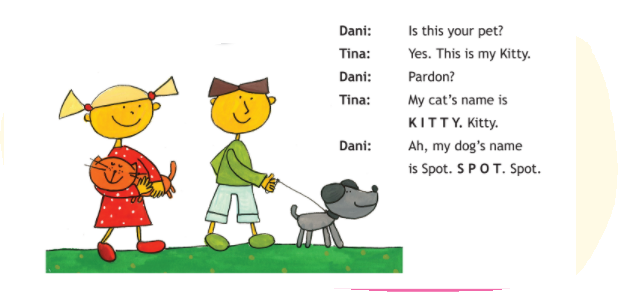 Dani: Is this your pet?
Tina: Yes. This is my Kitty.
Dani: Pardon?
Tina: My cat's name is
K I T T Y. Kitty.
Dani: Ah, my dog's name
is Spot. S P O T. Spot.